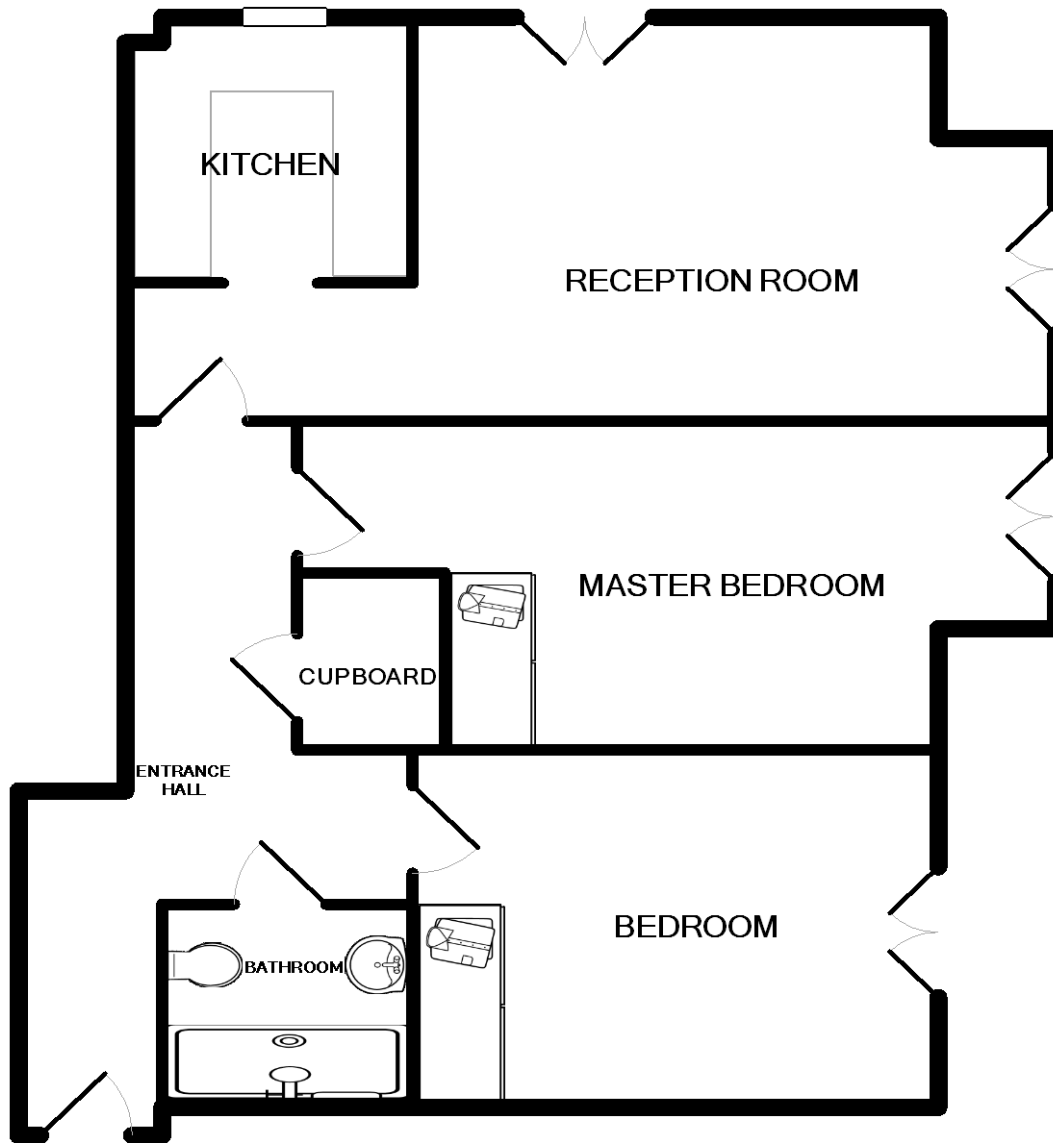 KITCHEN
RECEPTION ROOM
MASTER BEDROOM
CUPBOARD
ENTRANCE
HALL
BEDROOM
BATHROOM